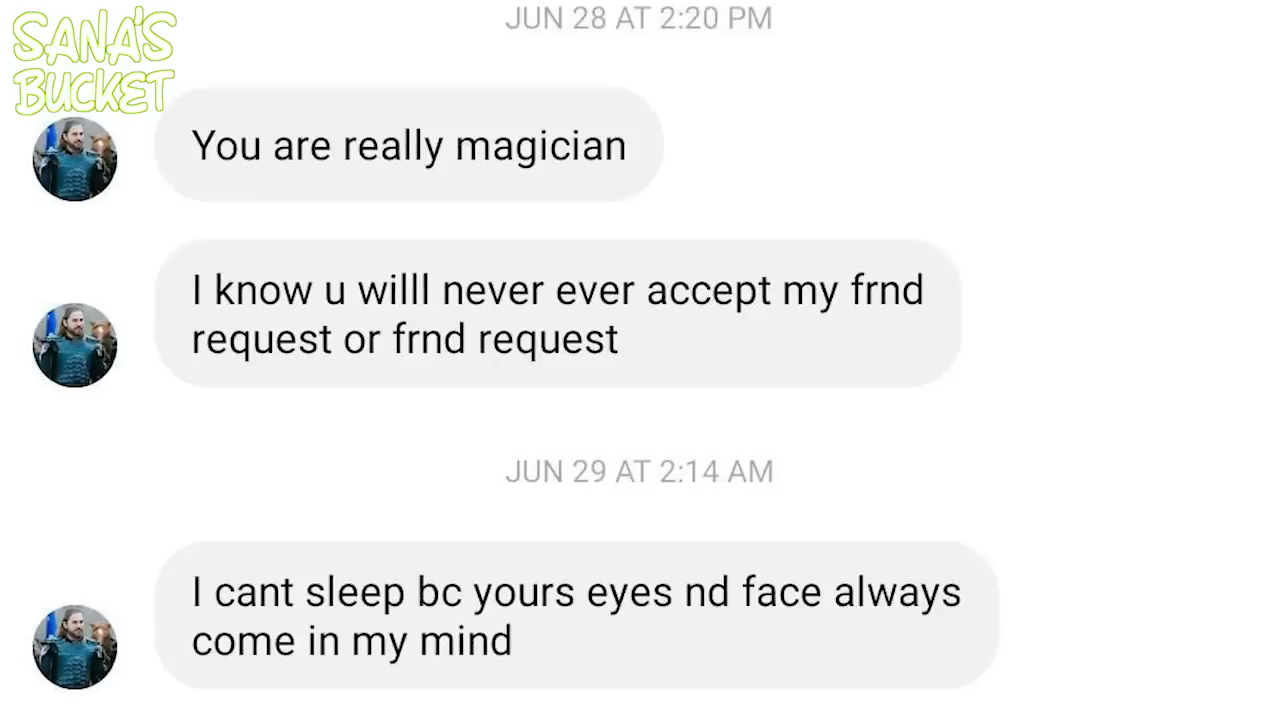 SANA'S
BUCKET
JUN 28 AT 2:20 PM
You are really magician
I know u willl never ever accept my frnd
request or frnd request
JUN 29 AT 2:14 AM
I cant sleep bc yours eyes nd face always
come in my mind